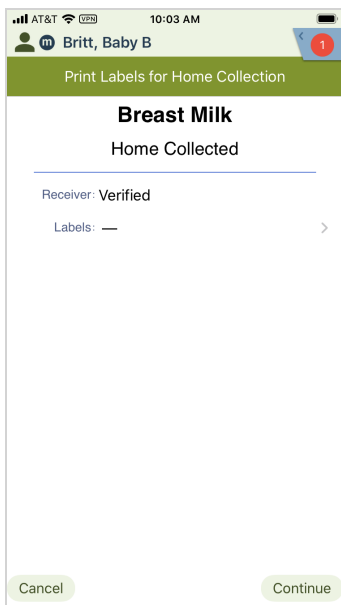 AT&T VPN 10:03 AM
m Britt, Baby B 1
Print Labels for Home Collection
Breast Milk
Home Collected
Receiver: Verified
Labels: —
Cancel Continue